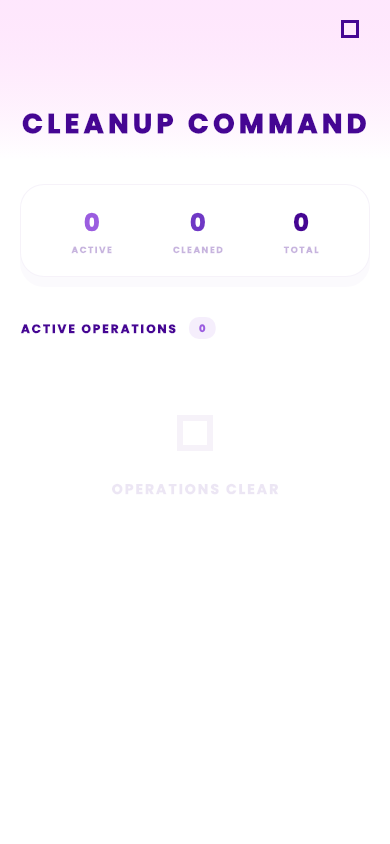 CLEANUP COMMAND
0 0 0
ACTIVE CLEANED TOTAL
ACTIVE OPERATIONS 0
OPERATIONS CLEAR